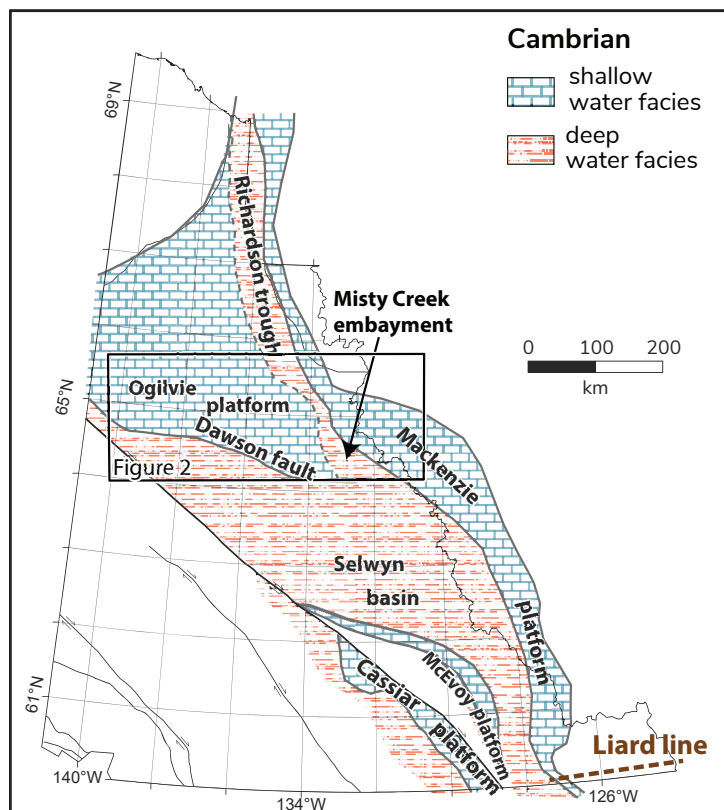 Cambrian
shallow
water facies
deep
water facies
69°N
Richardson trough
Misty Creek
embayment
0 100 200
km
65°N
Ogilvie
platform
Dawson fault
Figure 2
Mackenzie
platform
Selwyn
basin
McEvoy platform
Cassiar
platform
61°N
Liard line
140°W
134°W
126°W